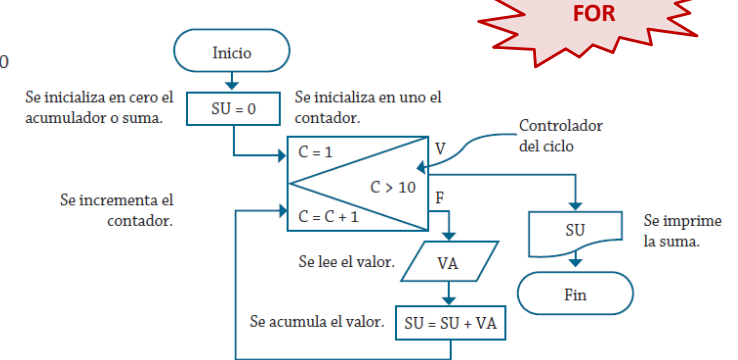 FOR
Inicio
0
Se inicializa en cero el
acumulador o suma.
SU = 0
Se inicializa en uno el
contador.
C = 1
V
Controlador
del ciclo
C > 10
F
C = C + 1
Se incrementa el
contador.
SU
Se imprime
la suma.
Se lee el valor.
VA
Fin
Se acumula el valor.
SU = SU + VA